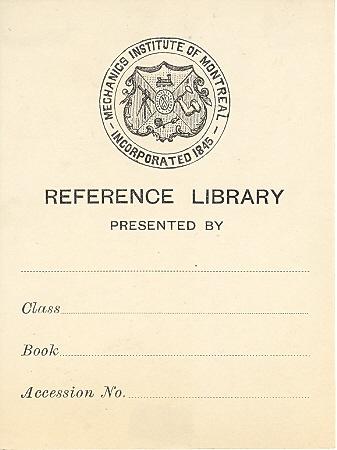 MECHANICS INSTITUTE OF MONTREAL
INCORPORATED 1845
REFERENCE LIBRARY
PRESENTED BY
Class
Book
Accession No.